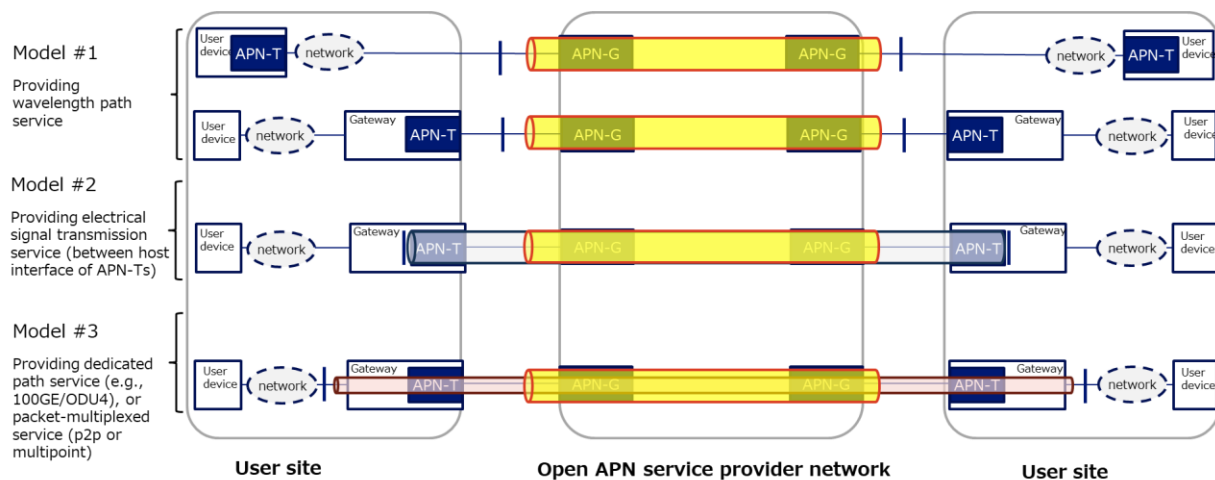 Model #1
Providing
wavelength path
service
User
device
APN-T
network
APN-G
APN-G
network
APN-T
User
device
User
device
network
Gateway
APN-T
APN-G
APN-G
APN-T
Gateway
network
User
device
Model #2
Providing electrical
signal transmission
service (between host
interface of APN-Ts)
User
device
network
Gateway
APN-T
APN-G
APN-G
APN-T
Gateway
network
User
device
Model #3
Providing dedicated
path service (e.g.,
100GE/ODU4), or
packet-multiplexed
service (p2p or
multipoint)
User
device
network
Gateway
APN-T
APN-G
APN-G
APN-T
Gateway
network
User
device
User site
Open APN service provider network
User site